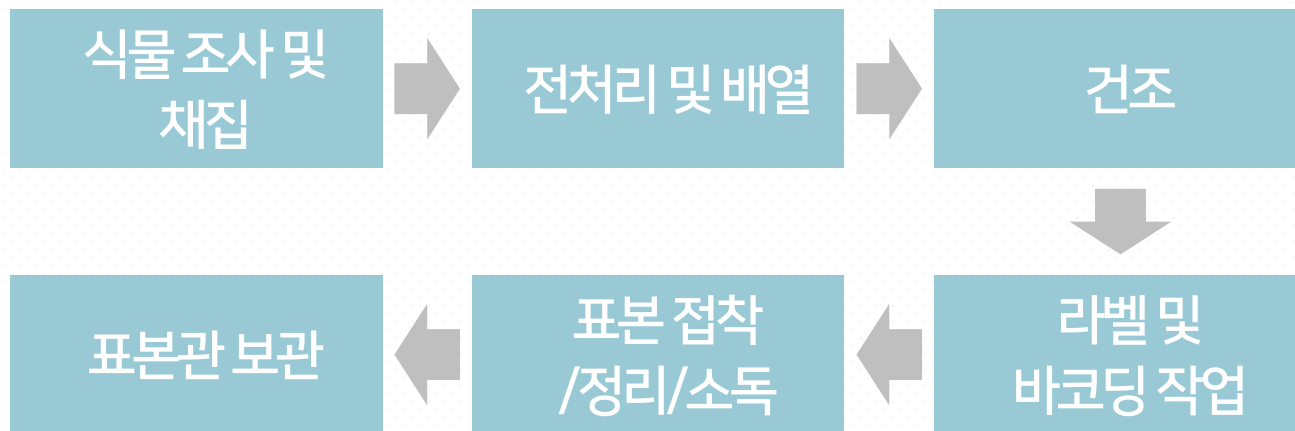 식물 조사 및
채집
전처리 및 배열
건조
라벨 및
바코딩 작업
표본 접착
/정리/소독
표본관 보관